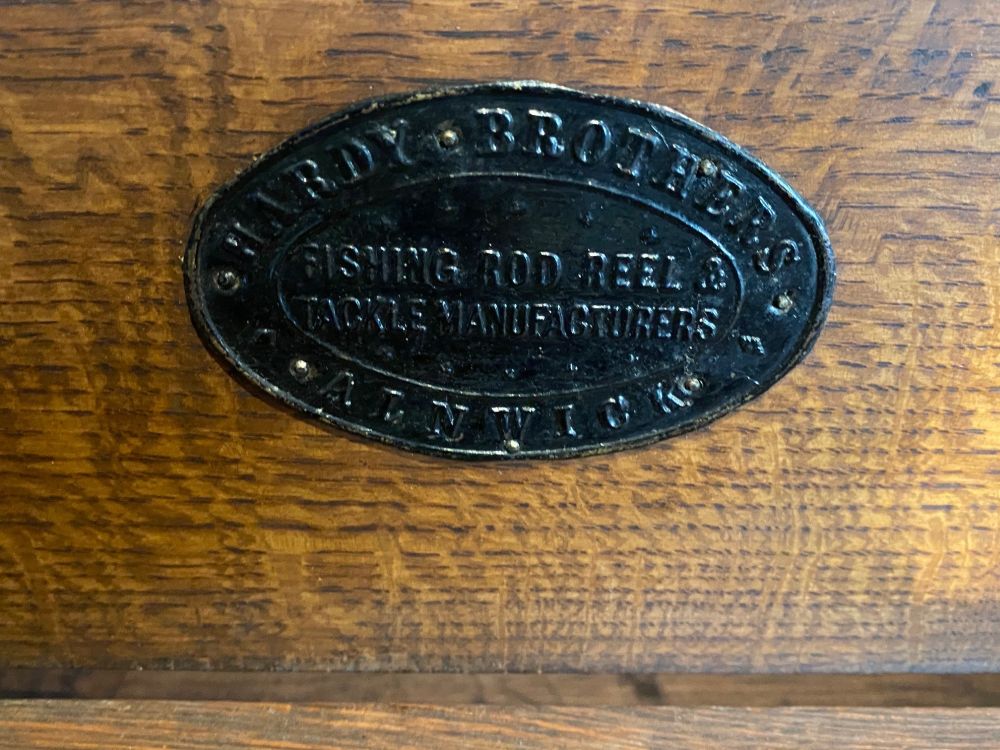 HARDY BROTHERS
FISHING ROD REEL &
TACKLE MANUFACTURERS
ALNWICK